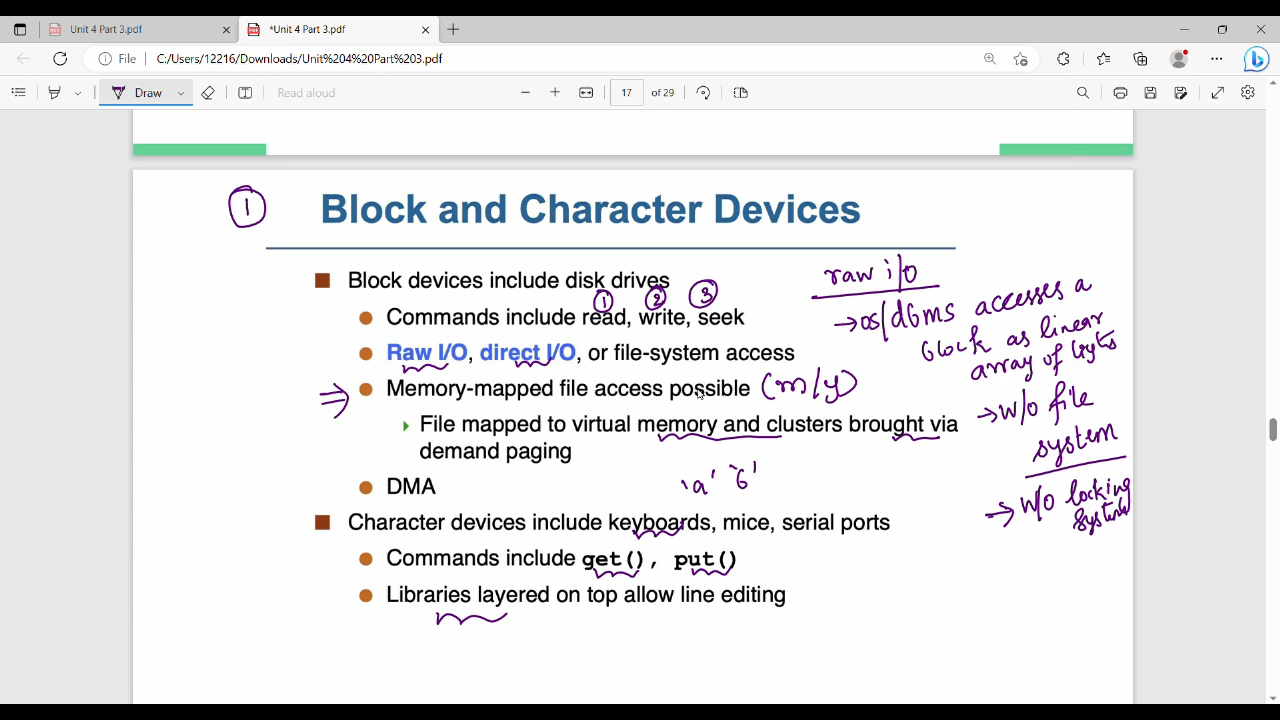 Unit 4 Part 3.pdf
*Unit 4 Part 3.pdf
File
C:/Users/12216/Downloads/Unit%204%20Part%203.pdf
Draw
Read aloud
17
of 29
1
Block and Character Devices
Block devices include disk drives
1 2 3
Commands include read, write, seek
Raw I/O, direct I/O, or file-system access
Memory-mapped file access possible (m/y)
File mapped to virtual memory and clusters brought via
demand paging
DMA
'a' 'b'
Character devices include keyboards, mice, serial ports
Commands include get(), put()
Libraries layered on top allow line editing
raw i/o
→os/dbms accesses a
block as linear
array of bytes
→w/o file
system
→w/o locking
system